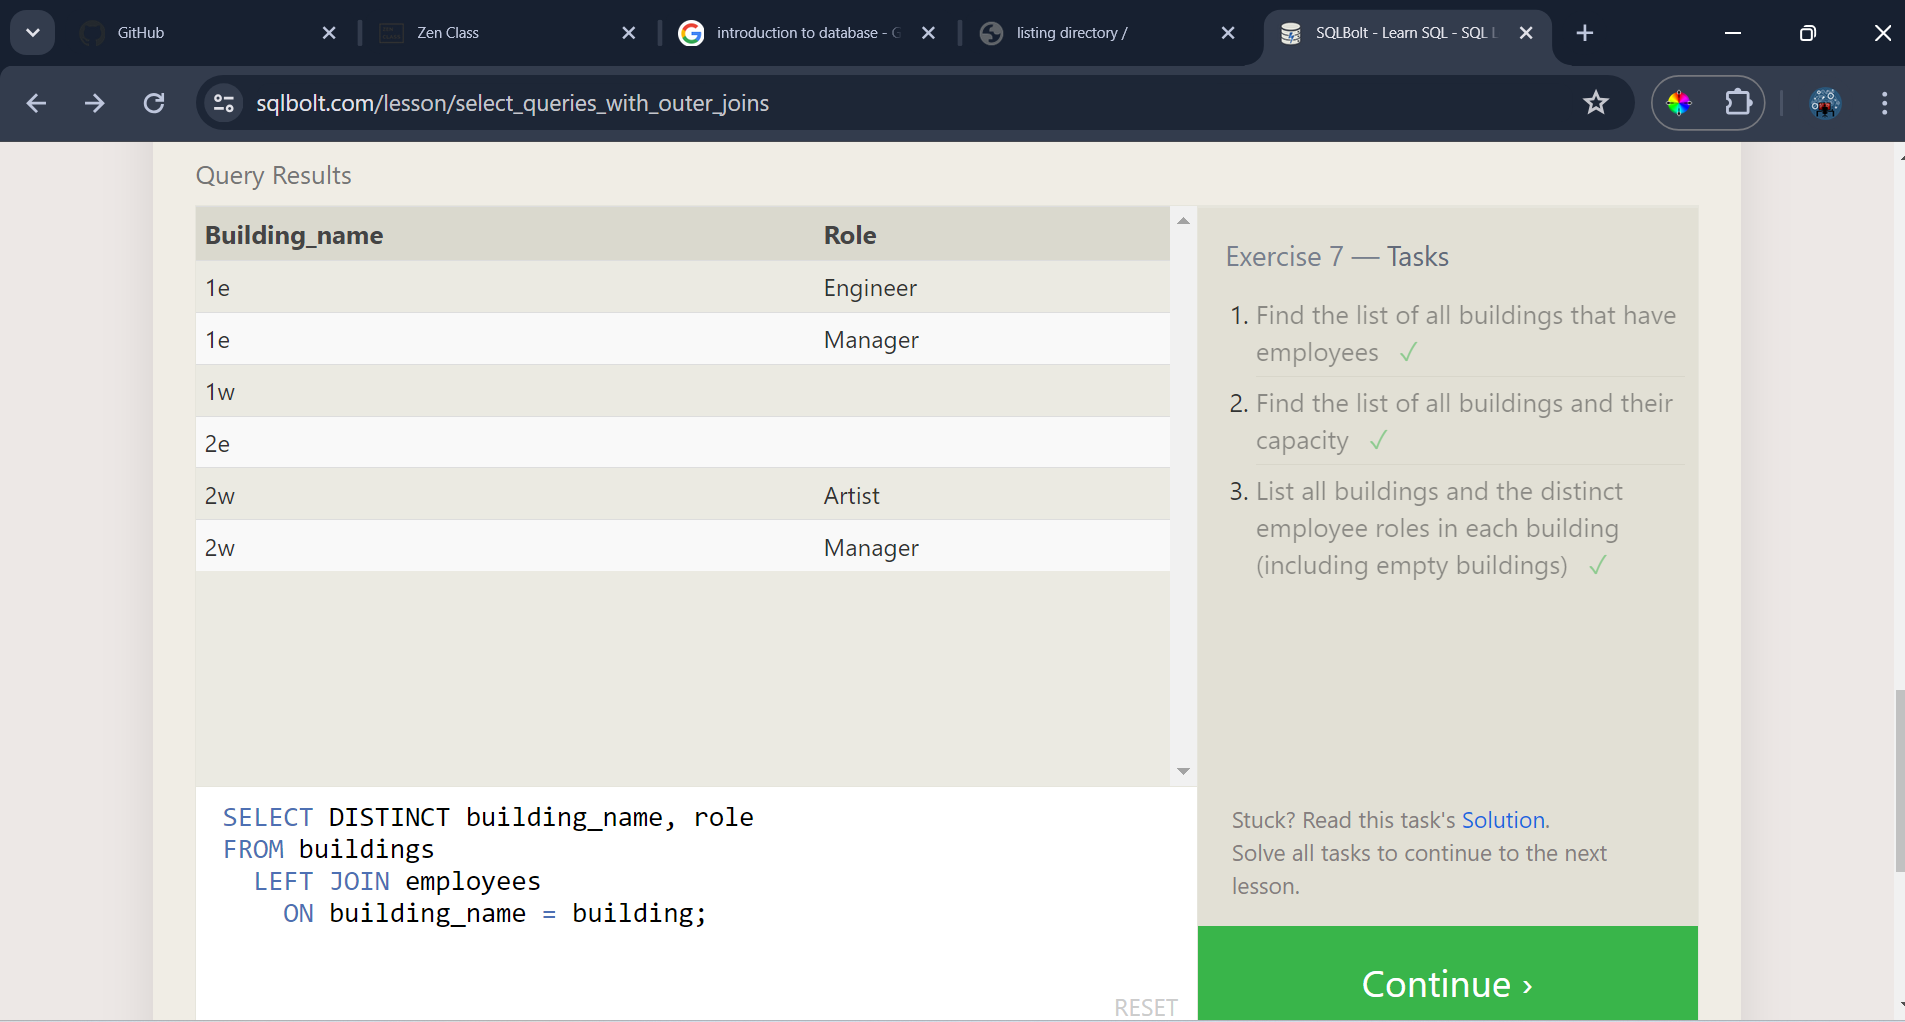 GitHub
Zen Class
introduction to database - G
listing directory /
SQLBolt - Learn SQL - SQL L
sqlbolt.com/lesson/select_queries_with_outer_joins
Query Results
Building_name Role
1e Engineer
1e Manager
1w
2e
2w Artist
2w Manager
SELECT DISTINCT building_name, role
FROM buildings
LEFT JOIN employees
ON building_name = building;
RESET
Exercise 7 — Tasks
1. Find the list of all buildings that have
employees ✓
2. Find the list of all buildings and their
capacity ✓
3. List all buildings and the distinct
employee roles in each building
(including empty buildings) ✓
Stuck? Read this task's Solution.
Solve all tasks to continue to the next
lesson.
Continue ›